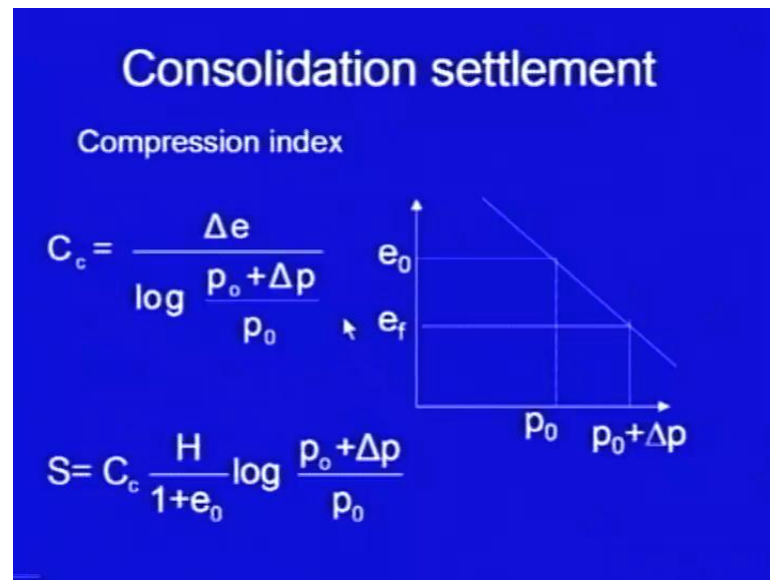 Consolidation settlement
Compression index
C_c = Δe / log (p_o+Δp / p_0)
e_0
e_f
p_0 p_0+Δp
S= C_c H/1+e_0 log p_o+Δp / p_0